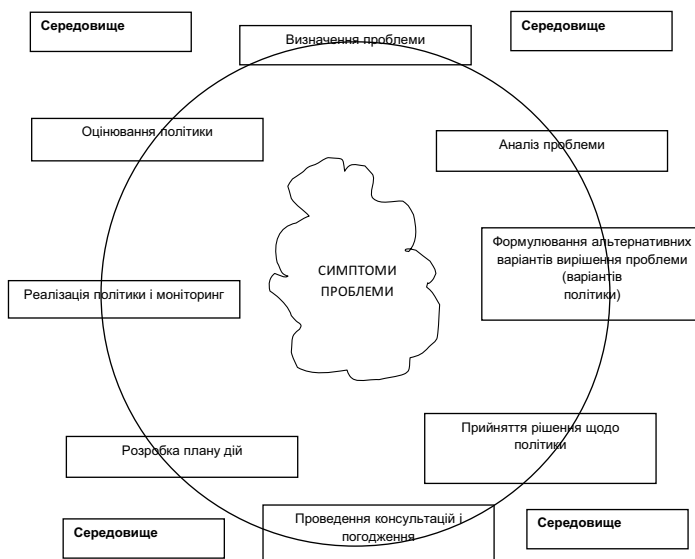 Середовище
Визначення проблеми
Середовище
Оцінювання політики
Аналіз проблеми
Формулювання альтернативних
варіантів вирішення проблеми
(варіантів
політики)
СИМПТОМИ
ПРОБЛЕМИ
Реалізація політики і моніторинг
Прийняття рішення щодо
політики
Розробка плану дій
Проведення консультацій і
погодження
Середовище
Середовище